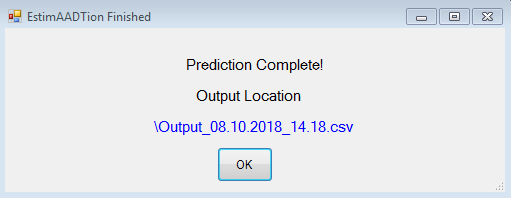 EstimAADTion Finished
Prediction Complete!
Output Location
\Output_08.10.2018_14.18.csv
OK